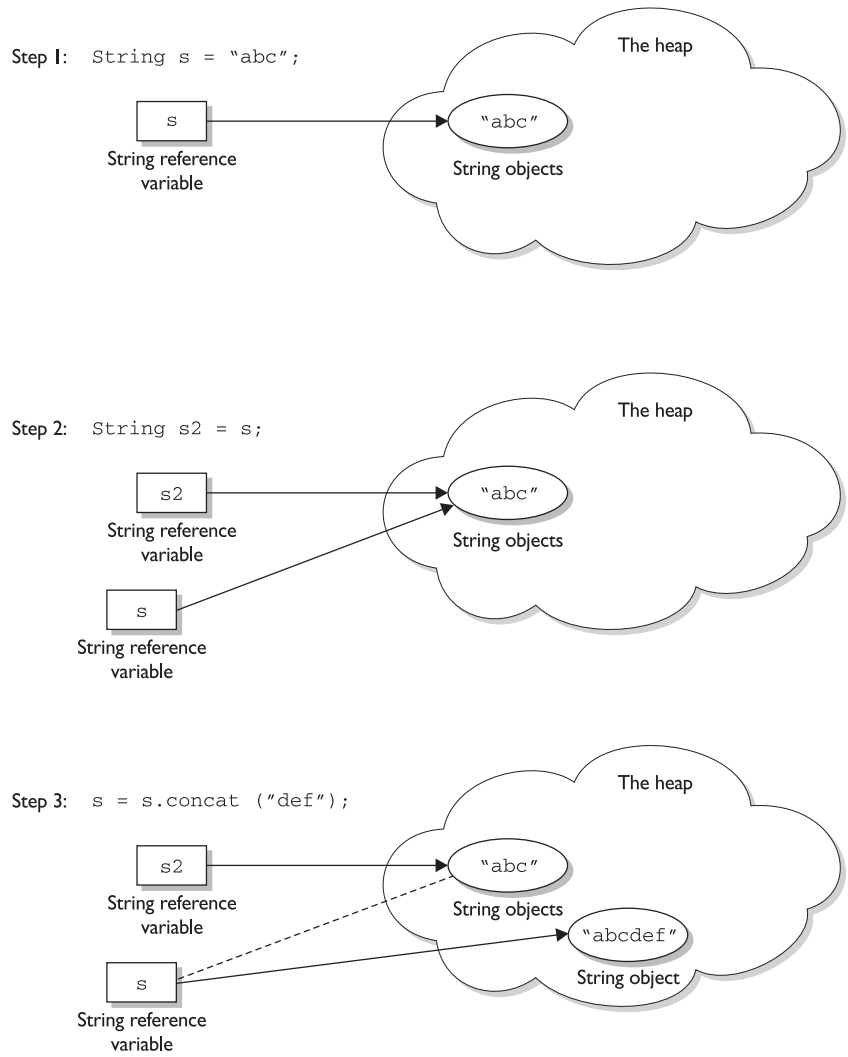 The heap
Step 1: String s = “abc”;
s
“abc”
String reference
variable
String objects
The heap
Step 2: String s2 = s;
s2
“abc”
String reference
variable
String objects
s
String reference
variable
The heap
Step 3: s = s.concat ("def");
s2
“abc”
String reference
variable
String objects
“abcdef”
s
String object
String reference
variable